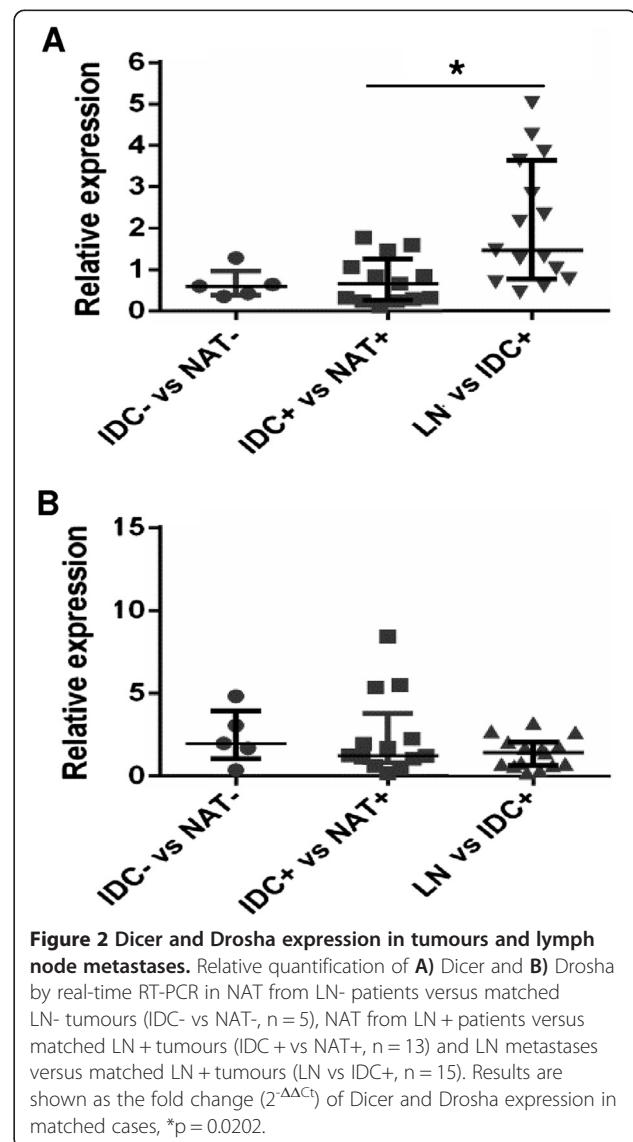 A
Relative expression
6
5
4
3
2
1
0
*
IDC- vs NAT-
IDC+ vs NAT+
LN vs IDC+
B
Relative expression
15
10
5
0
IDC- vs NAT-
IDC+ vs NAT+
LN vs IDC+
Figure 2 Dicer and Drosha expression in tumours and lymph
node metastases. Relative quantification of A) Dicer and B) Drosha
by real-time RT-PCR in NAT from LN- patients versus matched
LN- tumours (IDC- vs NAT-, n = 5), NAT from LN + patients versus
matched LN + tumours (IDC + vs NAT+, n = 13) and LN metastases
versus matched LN + tumours (LN vs IDC+, n = 15). Results are
shown as the fold change (2-ΔΔCt) of Dicer and Drosha expression in
matched cases, *p = 0.0202.